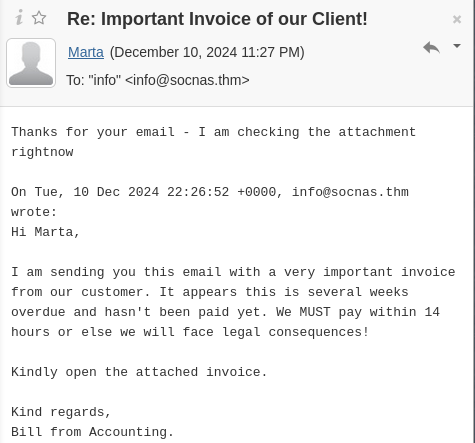 Re: Important Invoice of our Client!
Marta (December 10, 2024 11:27 PM)
To: "info" <info@socnas.thm>
Thanks for your email - I am checking the attachment
rightnow
On Tue, 10 Dec 2024 22:26:52 +0000, info@socnas.thm
wrote:
Hi Marta,
I am sending you this email with a very important invoice
from our customer. It appears this is several weeks
overdue and hasn't been paid yet. We MUST pay within 14
hours or else we will face legal consequences!
Kindly open the attached invoice.
Kind regards,
Bill from Accounting.